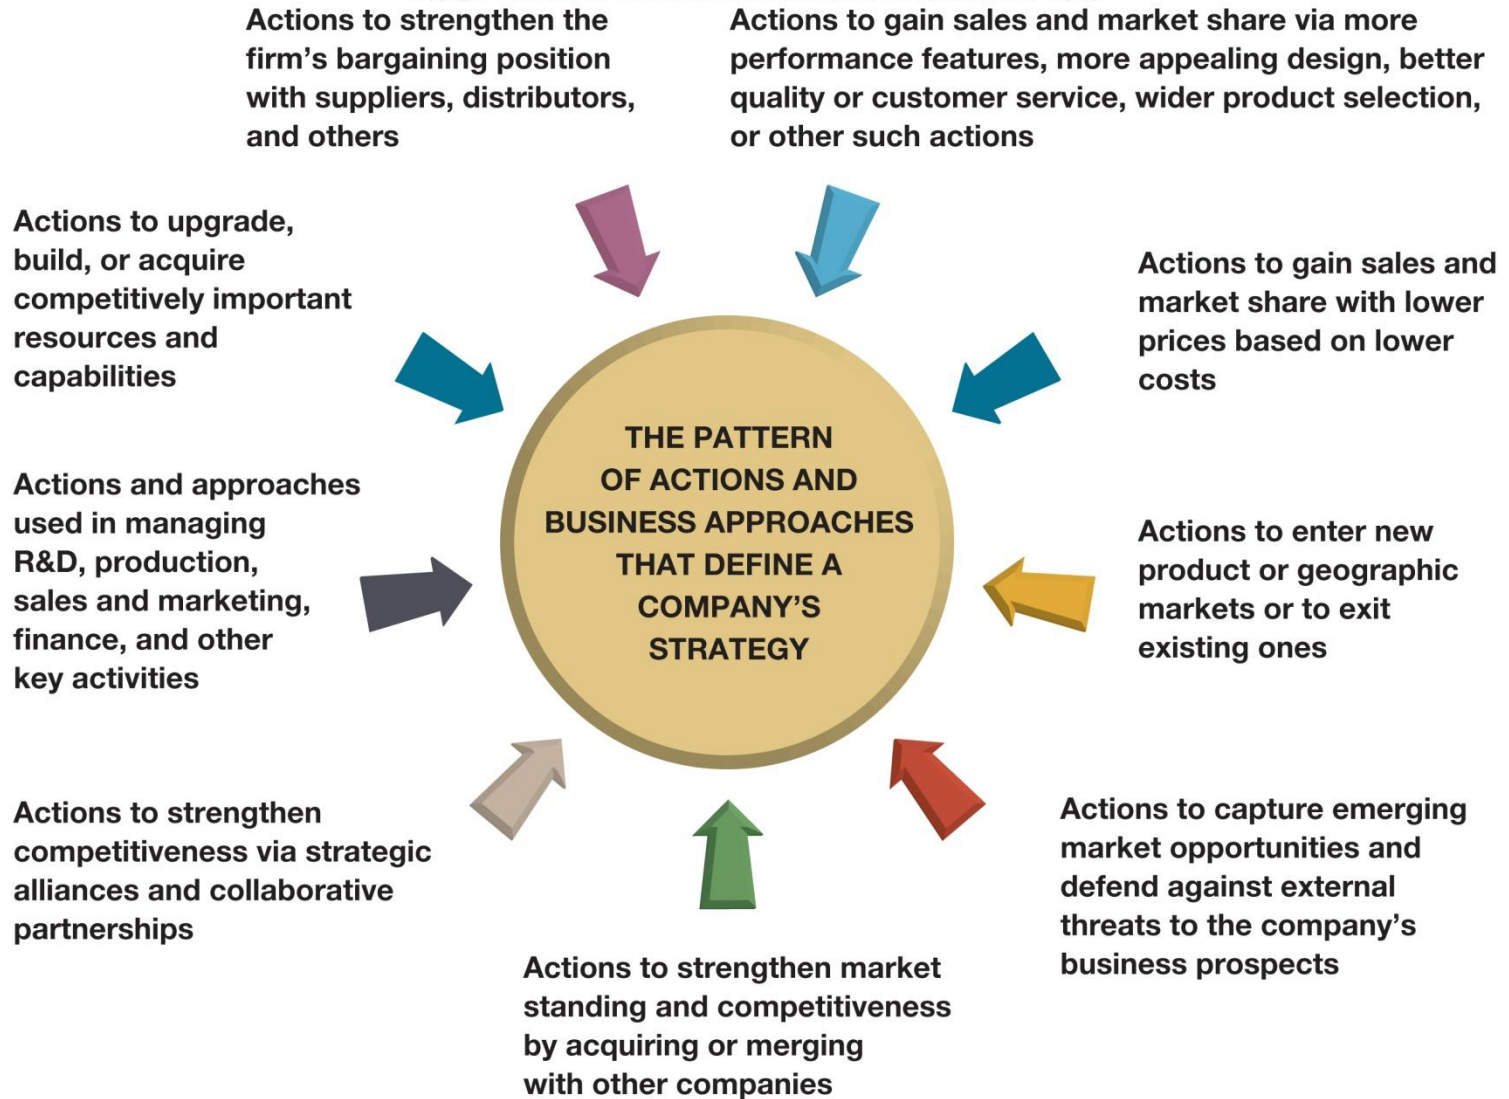 Actions to strengthen the
firm's bargaining position
with suppliers, distributors,
and others
Actions to gain sales and market share via more
performance features, more appealing design, better
quality or customer service, wider product selection,
or other such actions
Actions to upgrade,
build, or acquire
competitively important
resources and
capabilities
Actions to gain sales and
market share with lower
prices based on lower
costs
THE PATTERN
OF ACTIONS AND
BUSINESS APPROACHES
THAT DEFINE A
COMPANY'S
STRATEGY
Actions and approaches
used in managing
R&D, production,
sales and marketing,
finance, and other
key activities
Actions to enter new
product or geographic
markets or to exit
existing ones
Actions to strengthen
competitiveness via strategic
alliances and collaborative
partnerships
Actions to capture emerging
market opportunities and
defend against external
threats to the company's
business prospects
Actions to strengthen market
standing and competitiveness
by acquiring or merging
with other companies